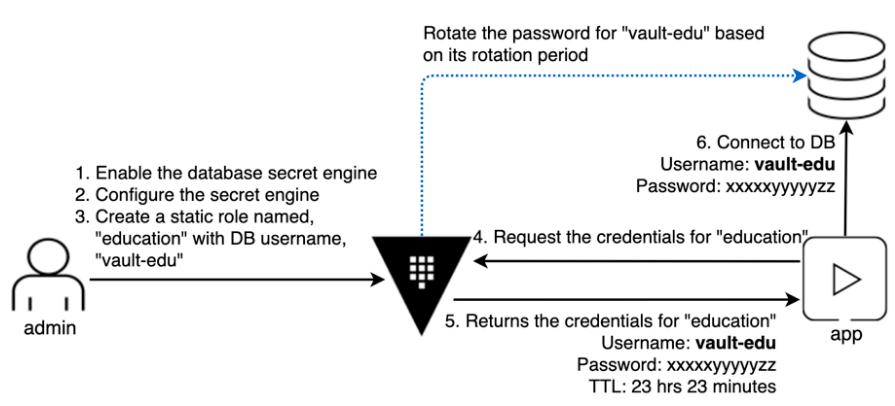 Rotate the password for "vault-edu" based
on its rotation period
1. Enable the database secret engine
2. Configure the secret engine
3. Create a static role named,
"education" with DB username,
"vault-edu"
admin
4. Request the credentials for "education"
5. Returns the credentials for "education"
Username: vault-edu
Password: xxxxxyyyyyzz
TTL: 23 hrs 23 minutes
6. Connect to DB
Username: vault-edu
Password: xxxxxyyyyyzz
app